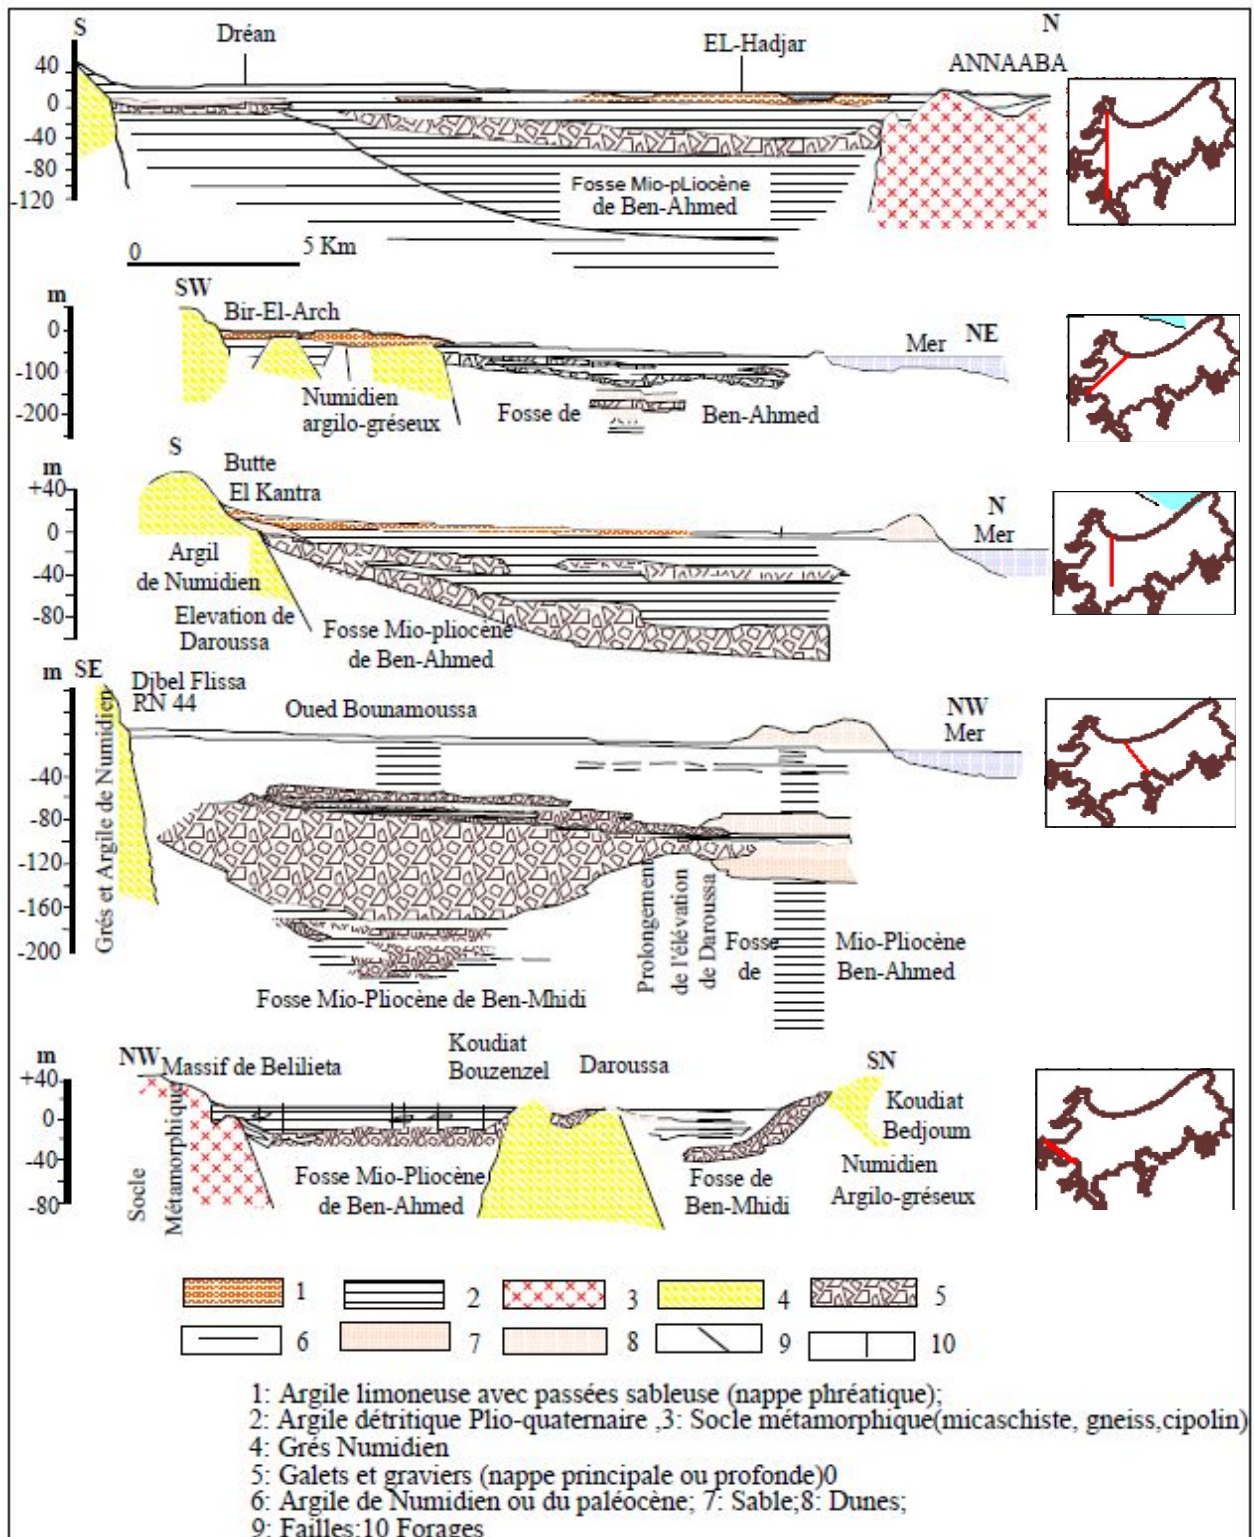 S
Dréan
EL-Hadjar
N
ANNAABA
40
0
-40
-80
-120
Fosse Mio-pLiocène
de Ben-Ahmed
0
5 Km
m
SW
Bir-El-Arch
0
-100
-200
Numidien
argilo-gréseux
Fosse de
Ben-Ahmed
Mer
NE
m
S
Butte
El Kantra
+40
0
-40
-80
Argil
de Numidien
Elevation de
Daroussa
Fosse Mio-pliocène
de Ben-Ahmed
N
Mer
m
SE
Djbel Flissa
RN 44
Oued Bounamoussa
NW
Mer
-40
-80
-120
-160
-200
Grés et Argile de Numidien
Fosse Mio-Pliocène de Ben-Mhidi
Prolongement
de l'élévation
de Daroussa
Fosse
de
Mio-Pliocène
Ben-Ahmed
m
NW
Massif de Belilieta
Koudiat
Bouzenzel
Daroussa
SN
+40
0
-40
-80
Socle
Métamorphique
Fosse Mio-Pliocène
de Ben-Ahmed
Fosse de
Ben-Mhidi
Koudiat
Bedjoum
Numidien
Argilo-gréseux
1
2
3
4
5
6
7
8
9
10
1: Argile limoneuse avec passées sableuse (nappe phréatique);
2: Argile détritique Plio-quaternaire ,3: Socle métamorphique(micaschiste, gneiss,cipolin)
4: Grés Numidien
5: Galets et graviers (nappe principale ou profonde)0
6: Argile de Numidien ou du paléocène; 7: Sable;8: Dunes;
9: Failles;10 Forages